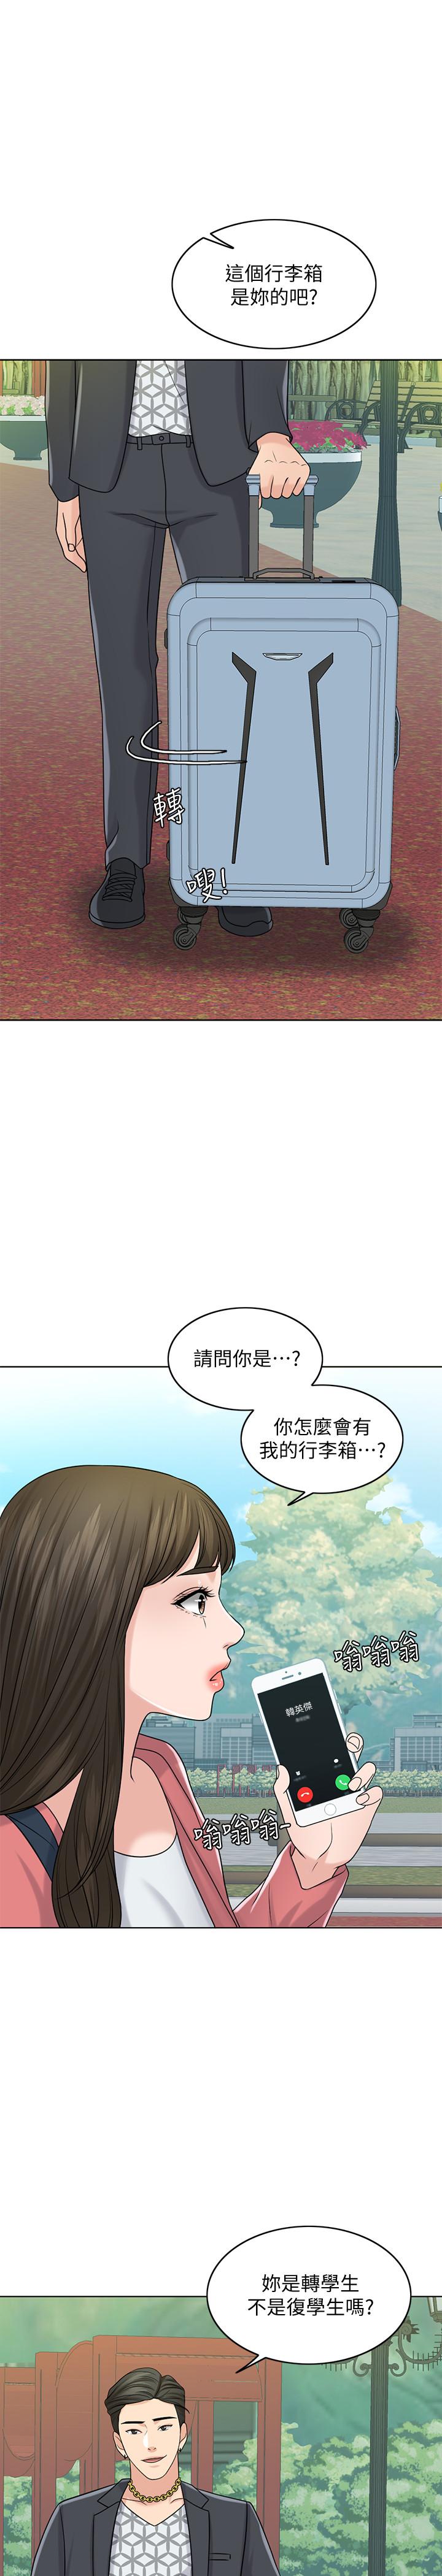 這個行李箱
是妳的吧?
轉
嗖!
請問你是…?
你怎麼會有
我的行李箱…?
嗡嗡嗡
韓英傑
嗡嗡嗡
妳是轉學生
不是復學生嗎?